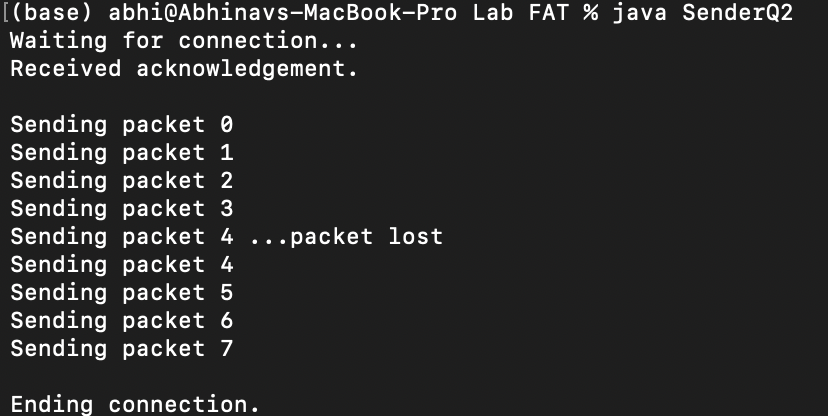 [(base) abhi@Abhinavs-MacBook-Pro Lab FAT % java SenderQ2
Waiting for connection...
Received acknowledgement.
Sending packet 0
Sending packet 1
Sending packet 2
Sending packet 3
Sending packet 4 ...packet lost
Sending packet 4
Sending packet 5
Sending packet 6
Sending packet 7
Ending connection.